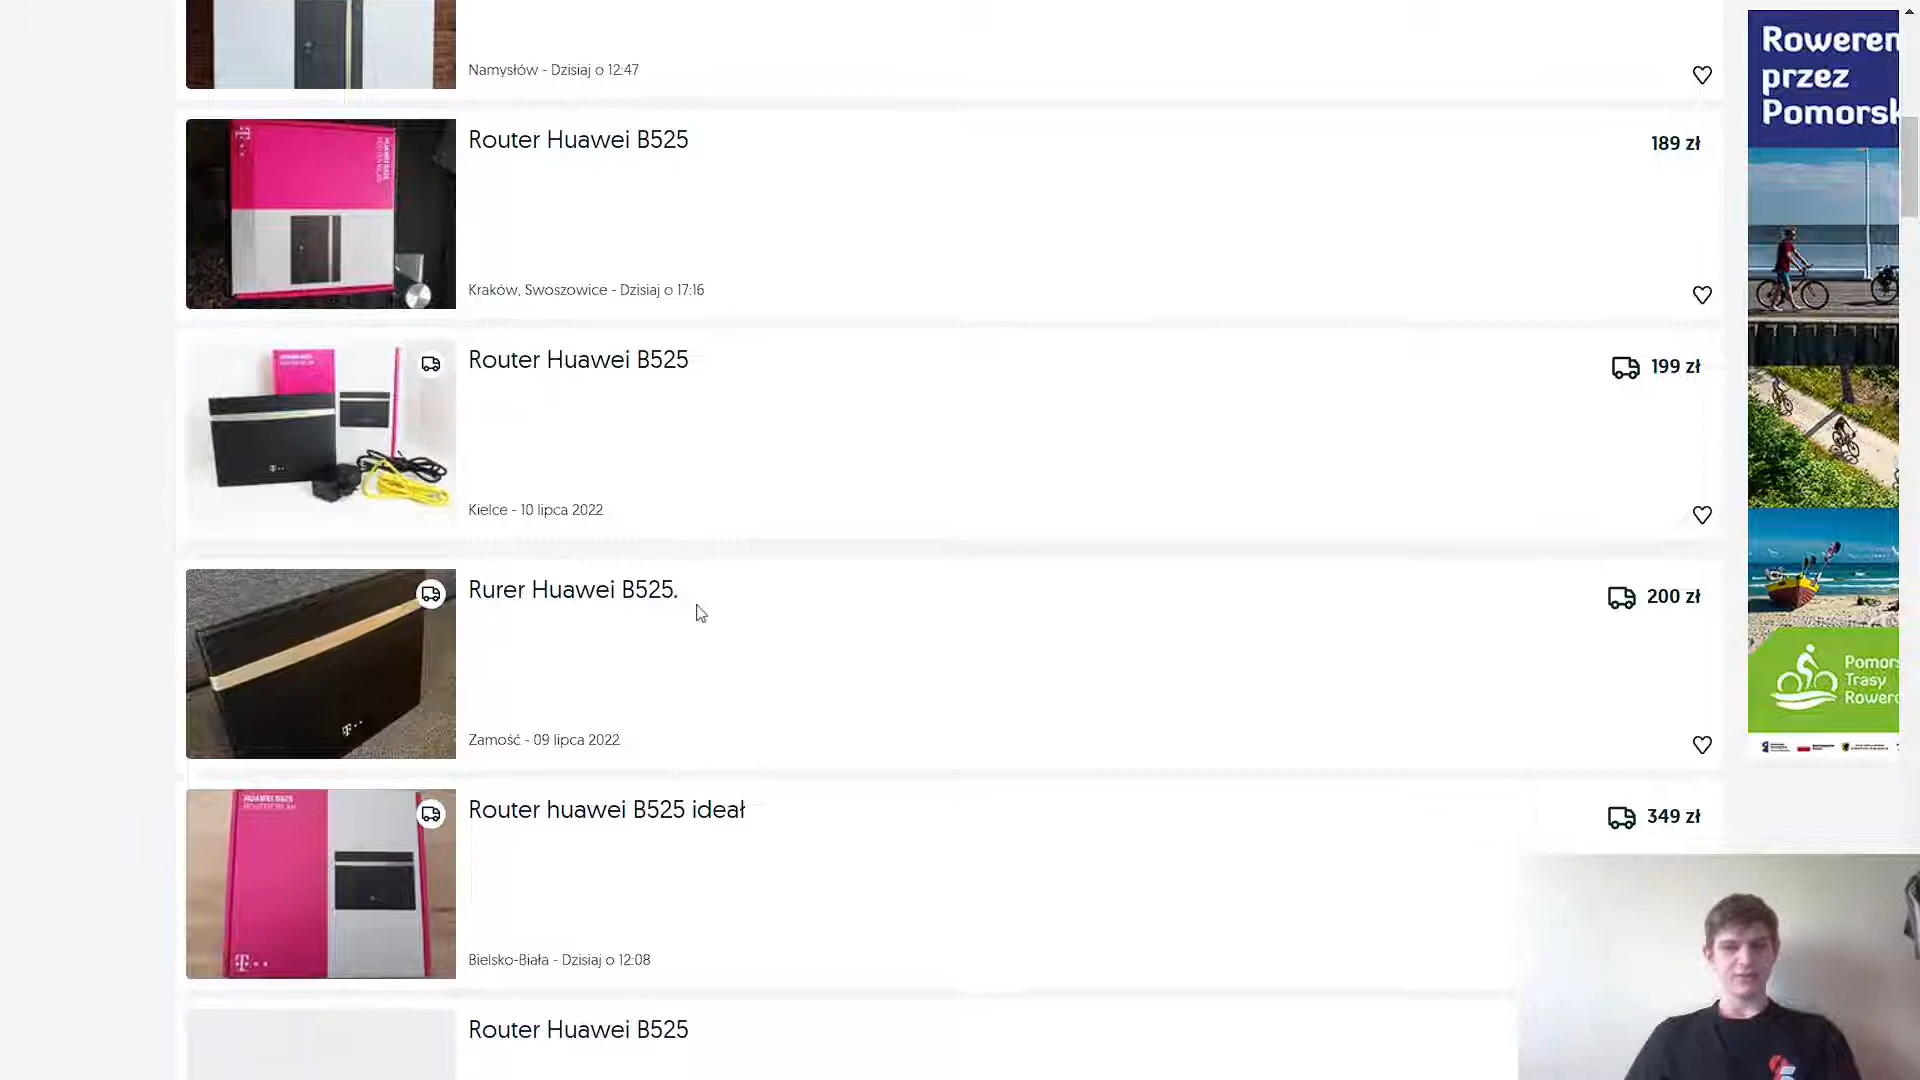 Namysłów - Dzisiaj o 12:47
Router Huawei B525
189 zł
Kraków, Swoszowice - Dzisiaj o 17:16
Router Huawei B525
199 zł
Kielce - 10 lipca 2022
Rurer Huawei B525.
200 zł
Zamość - 09 lipca 2022
Router huawei B525 ideał
349 zł
HUAWEI B525
Bielsko-Biała - Dzisiaj o 12:08
Router Huawei B525
Roweren
przez
Pomorsk
Pomors
Trasy
Rowero